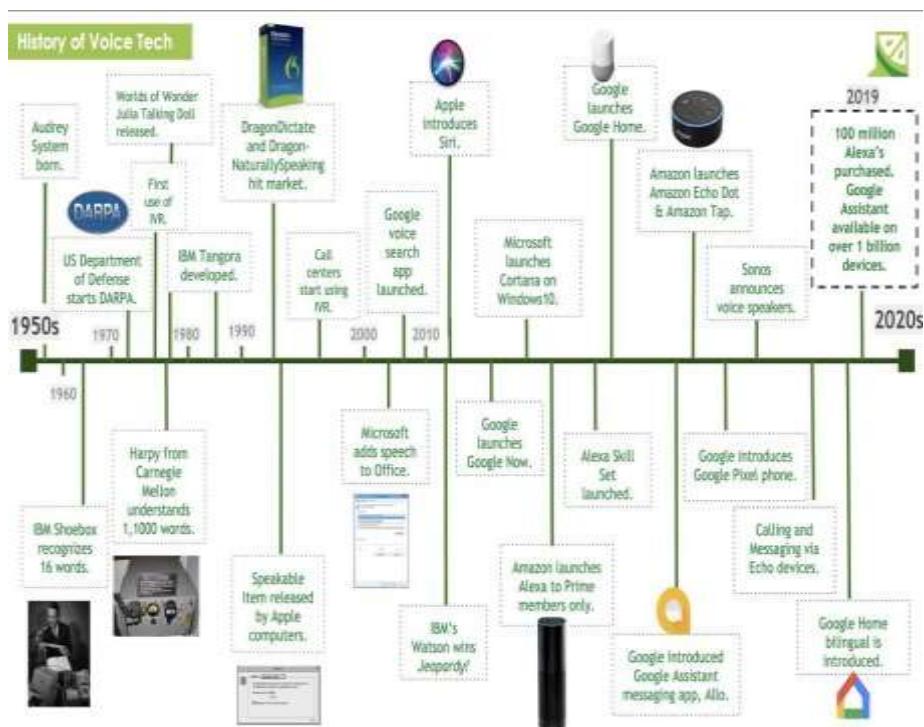 History of Voice Tech
Audrey
System
born.
Worlds of Wonder
Julia Talking Doll
released.
DARPA
US Department
of Defense
starts DARPA.
First
use of
IVR.
IBM Tangora
developed.
DragonDictate
and Dragon-
NaturallySpeaking
hit market.
Call
centers
start using
IVR.
Google
voice
search
app
launched.
Apple
introduces
Siri.
Microsoft
launches
Cortana on
Windows10.
Google
launches
Google Home.
Amazon launches
Amazon Echo Dot
& Amazon Tap.
Sonos
announces
voice speakers.
2019
100 million
Alexa's
purchased.
Google
Assistant
available on
over 1 billion
devices.
1950s
1960
1970
1980
1990
2000
2010
2020s
IBM Shoebox
recognizes
16 words.
Harpy from
Carnegie
Mellon
understands
1,1000 words.
Speakable
Item released
by Apple
computers.
Microsoft
adds speech
to Office.
IBM's
Watson wins
Jeopardy!
Google
launches
Google Now.
Amazon launches
Alexa to Prime
members only.
Alexa Skill
Set
launched.
Google introduced
Google Assistant
messaging app, Allo.
Google introduces
Google Pixel phone.
Calling and
Messaging via
Echo devices.
Google Home
bilingual is
introduced.